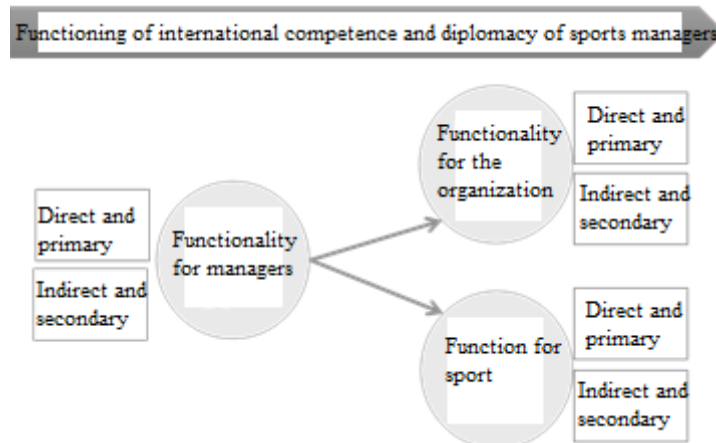 Functioning of international competence and diplomacy of sports managers
Direct and
primary
Indirect and
secondary
Functionality
for managers
Functionality
for the
organization
Direct and
primary
Indirect and
secondary
Function for
sport
Direct and
primary
Indirect and
secondary